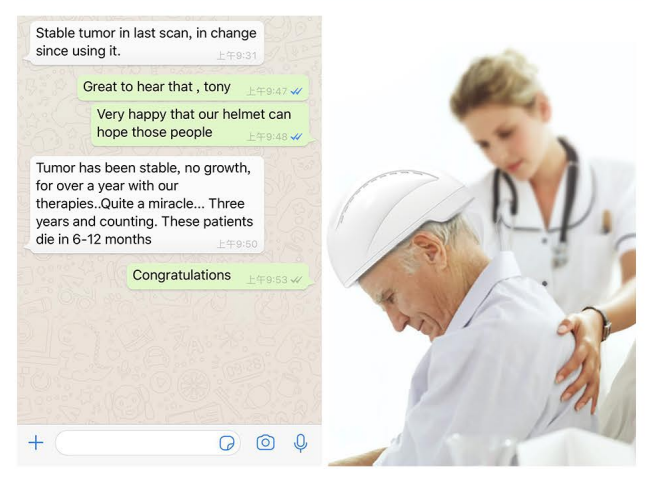 Stable tumor in last scan, in change
since using it.
上午9:31
Great to hear that , tony
上午9:47
Very happy that our helmet can
hope those people
上午9:48
Tumor has been stable, no growth,
for over a year with our
therapies..Quite a miracle... Three
years and counting. These patients
die in 6-12 months
上午9:50
Congratulations
上午9:53